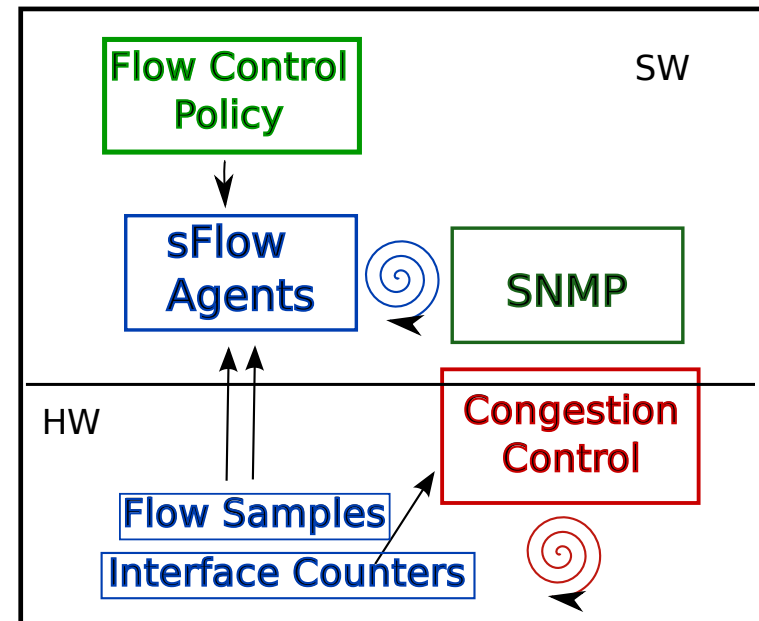 Flow Control
Policy
SW
sFlow
Agents
SNMP
HW
Congestion
Control
Flow Samples
Interface Counters